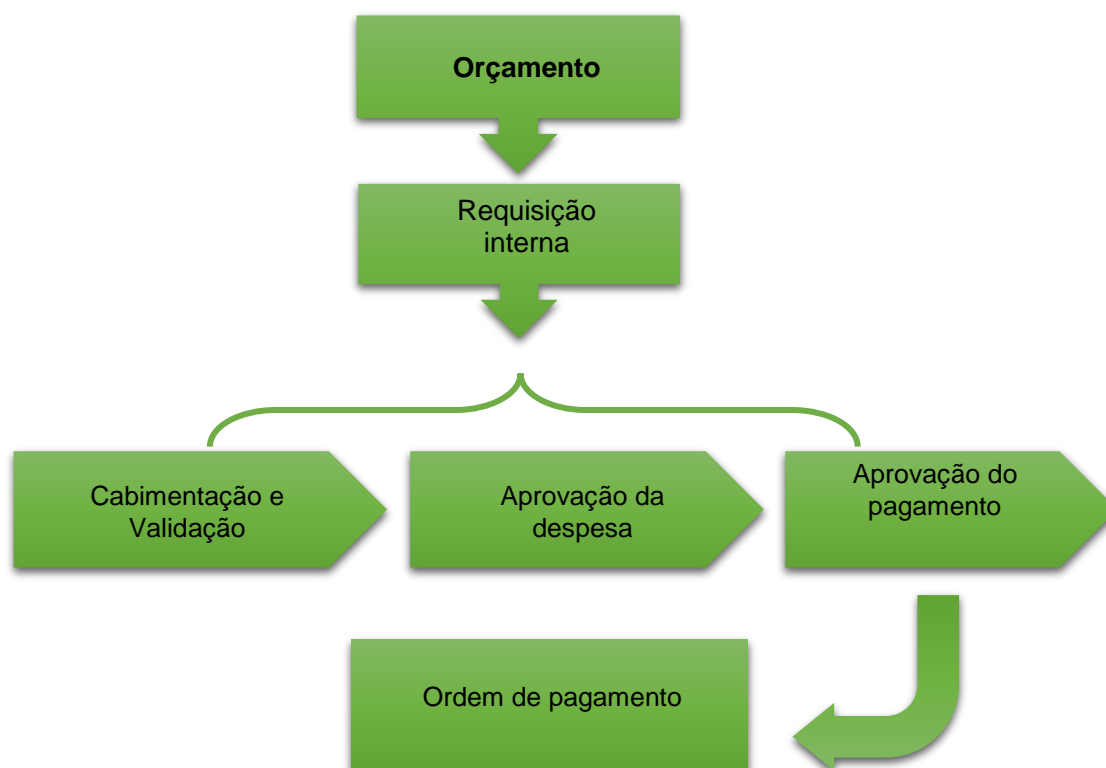 Orçamento
Requisição
interna
Cabimentação e
Validação
Aprovação da
despesa
Aprovação do
pagamento
Ordem de pagamento